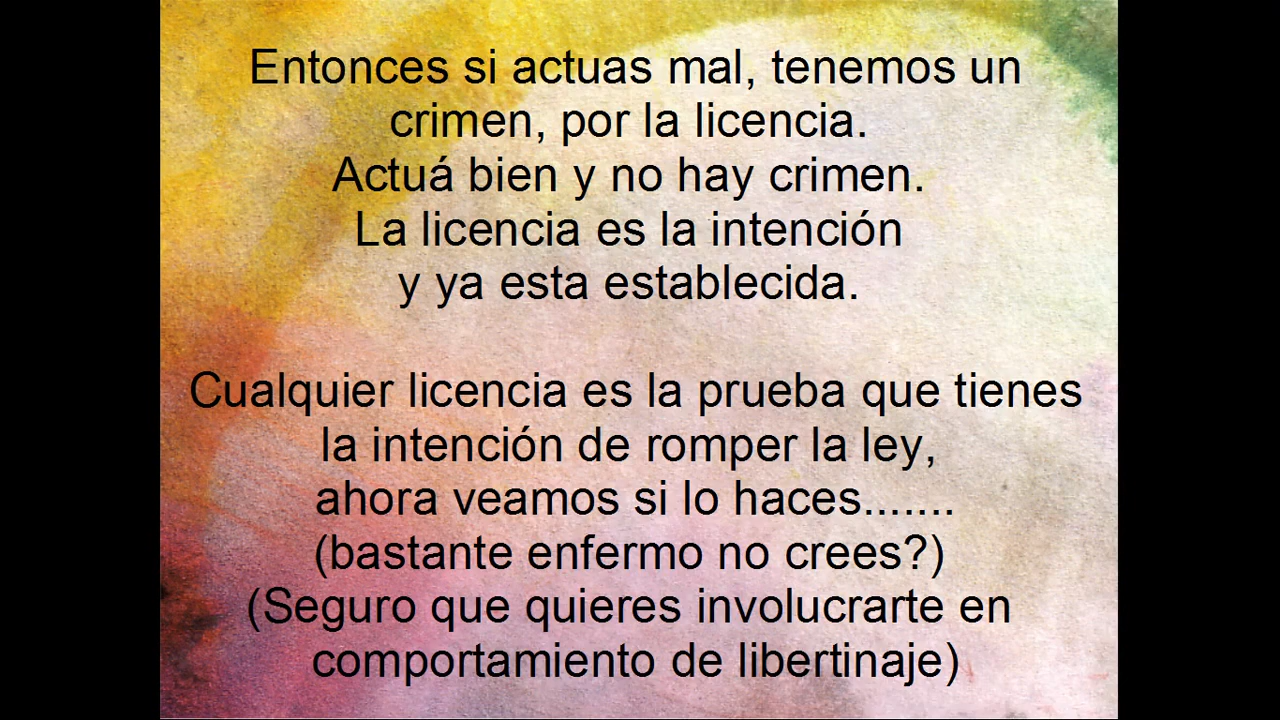 Entonces si actuas mal, tenemos un
crimen, por la licencia.
Actuá bien y no hay crimen.
La licencia es la intención
y ya esta establecida.
Cualquier licencia es la prueba que tienes
la intención de romper la ley,
ahora veamos si lo haces.......
(bastante enfermo no crees?)
(Seguro que quieres involucrarte en
comportamiento de libertinaje)